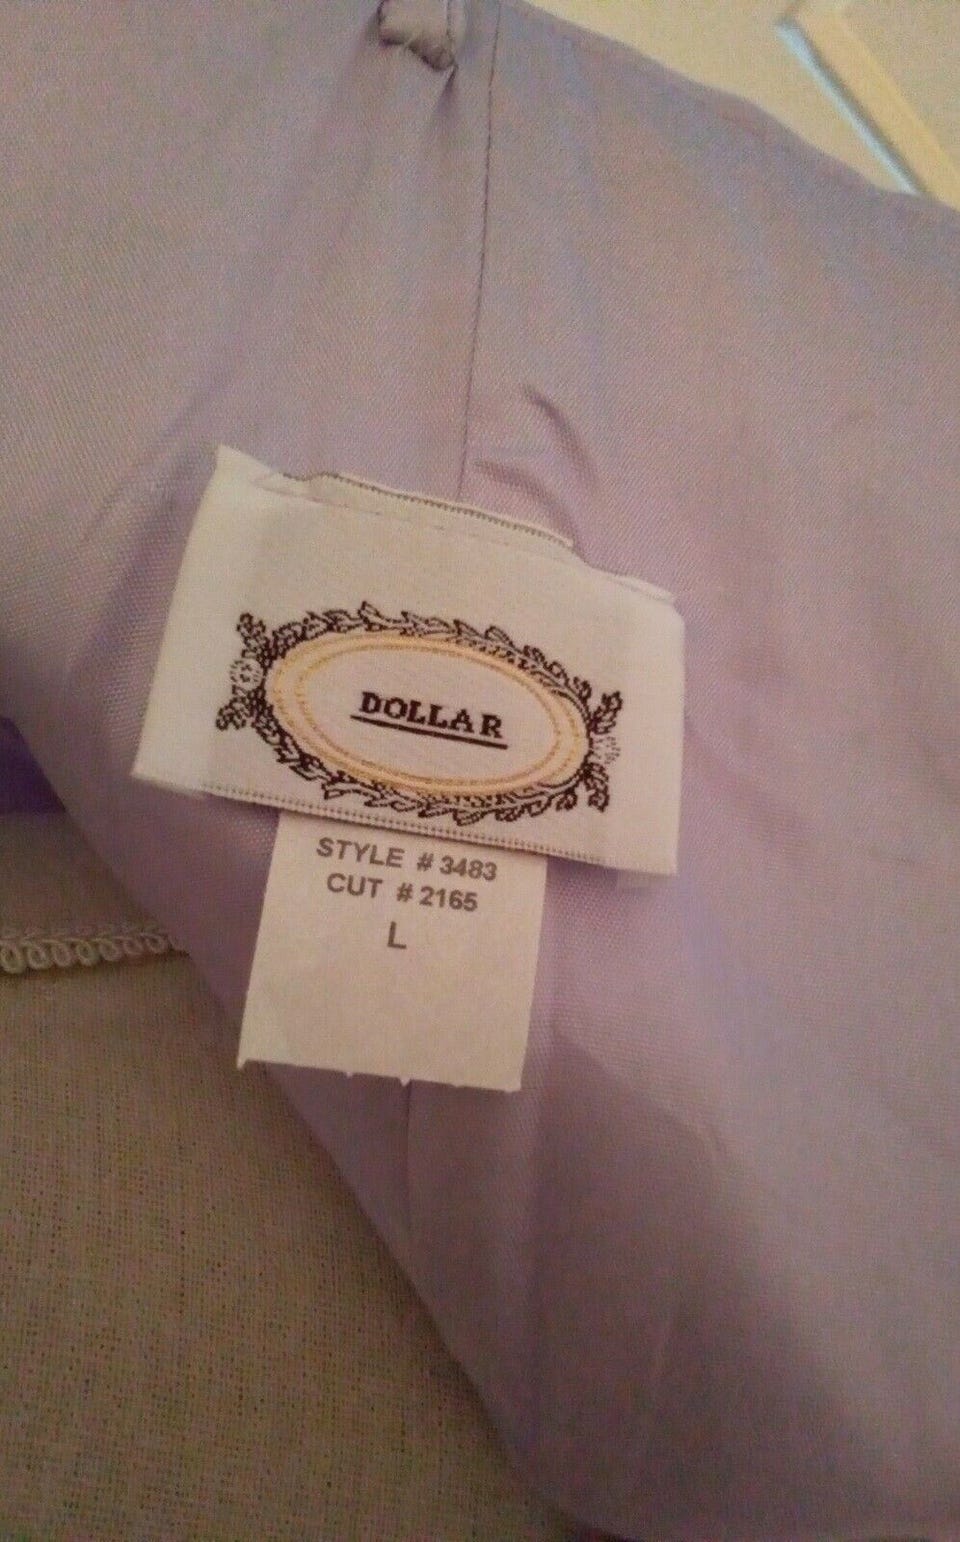 DOLLAR
STYLE # 3483
CUT # 2165
L